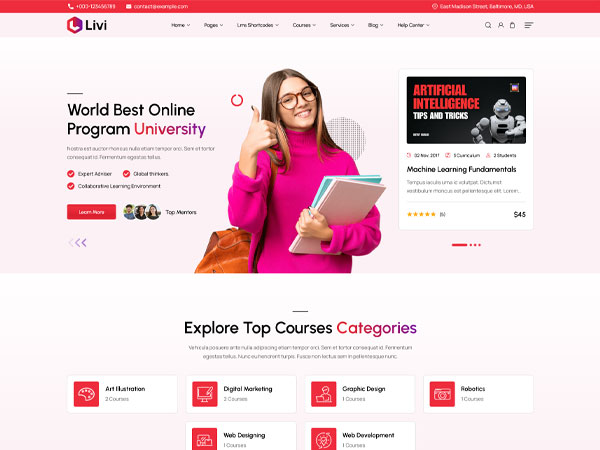 +000-123456789
contact@example.com
East Madison Street, Baltimore, MD, USA
Livi
Home
Pages
Lms Shortcodes
Courses
Services
Blog
Help Center
World Best Online
Program University
Nostra est auctor rhoncus nulla etiam tempor orci. Sem et tortor
consequat id. Fermentum egestas tellus.
Expert Adviser
Global thinkers.
Collaborative Learning Environment
Learn More
Top Mentors
ARTIFICIAL
INTELLIGENCE
TIPS AND TRICKS
02 Nov 2017
5 Curriculum
2 Students
Machine Learning Fundamentals
Tempus iaculis urna id volutpat. Dictumst
vestibulum rhoncus est pellentesque elit. Lorem...
(5)
$45
Explore Top Courses Categories
Vehicula posuere ante nulla adipiscing etiam tempor orci. Sem et tortor consequat id. Fermentum
egestas tellus. Nunc eu hendrerit turpis. Fusce non lectus sem in pellentesque nunc.
Art Illustration
2 Courses
Digital Marketing
2 Courses
Graphic Design
1 Courses
Robotics
1 Courses
Web Designing
1 Courses
Web Development
1 Courses